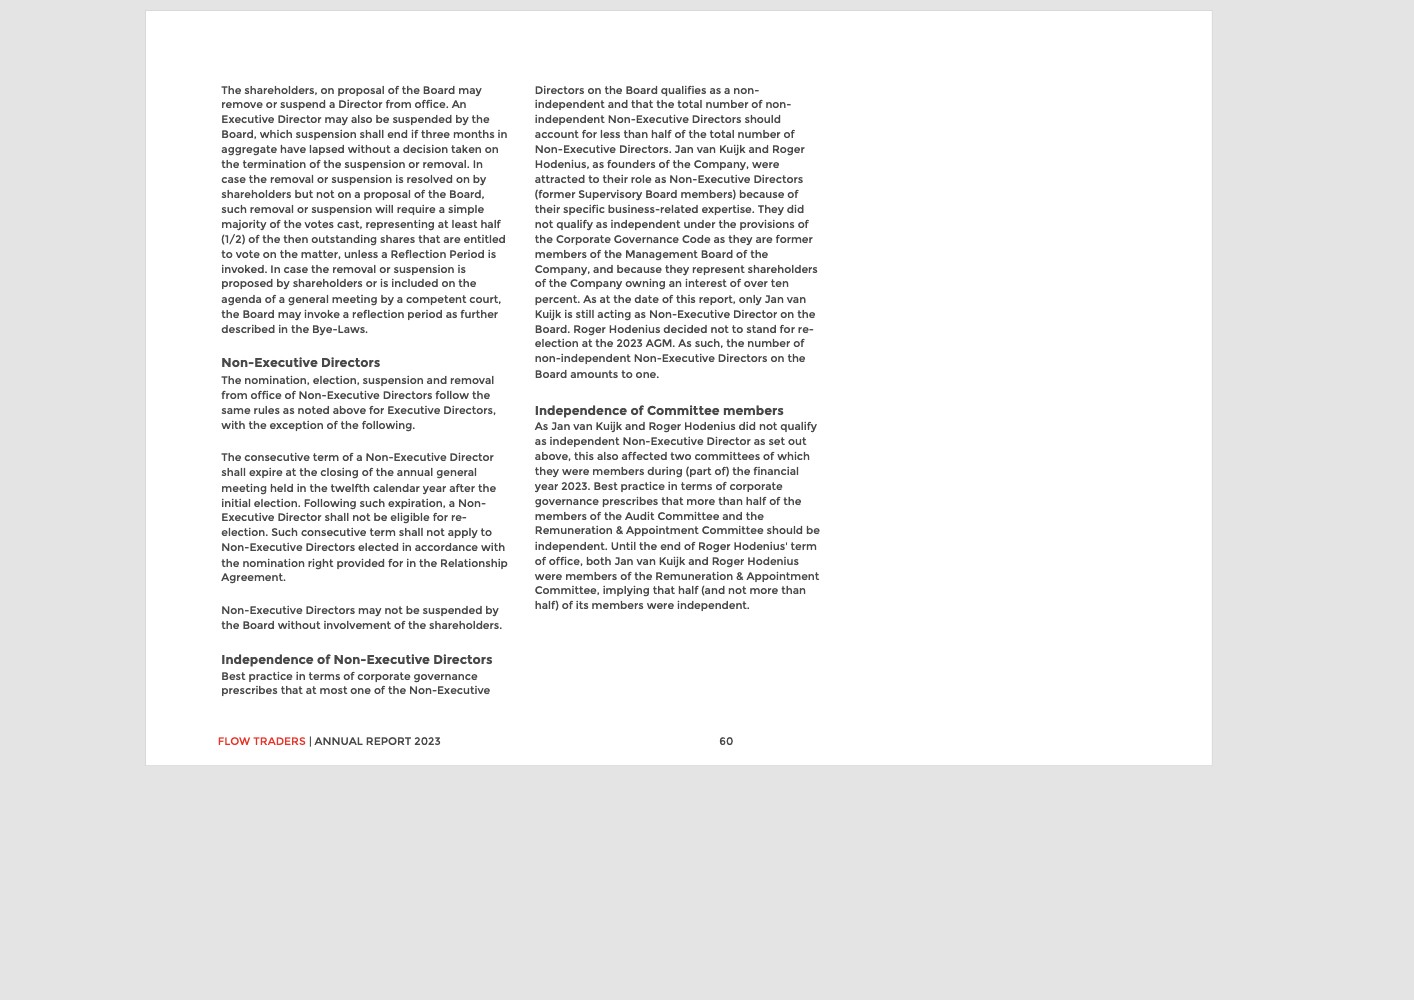 The shareholders, on proposal of the Board may
remove or suspend a Director from office. An
Executive Director may also be suspended by the
Board, which suspension shall end if three months in
aggregate have lapsed without a decision taken on
the termination of the suspension or removal. In
case the removal or suspension is resolved on by
shareholders but not on a proposal of the Board,
such removal or suspension will require a simple
majority of the votes cast, representing at least half
(1/2) of the then outstanding shares that are entitled
to vote on the matter, unless a Reflection Period is
invoked. In case the removal or suspension is
proposed by shareholders or is included on the
agenda of a general meeting by a competent court,
the Board may invoke a reflection period as further
described in the Bye-Laws.
Non-Executive Directors
The nomination, election, suspension and removal
from office of Non-Executive Directors follow the
same rules as noted above for Executive Directors,
with the exception of the following.
The consecutive term of a Non-Executive Director
shall expire at the closing of the annual general
meeting held in the twelfth calendar year after the
initial election. Following such expiration, a Non-
Executive Director shall not be eligible for re-
election. Such consecutive term shall not apply to
Non-Executive Directors elected in accordance with
the nomination right provided for in the Relationship
Agreement.
Non-Executive Directors may not be suspended by
the Board without involvement of the shareholders.
Independence of Non-Executive Directors
Best practice in terms of corporate governance
prescribes that at most one of the Non-Executive
Directors on the Board qualifies as a non-
independent and that the total number of non-
independent Non-Executive Directors should
account for less than half of the total number of
Non-Executive Directors. Jan van Kuijk and Roger
Hodenius, as founders of the Company, were
attracted to their role as Non-Executive Directors
(former Supervisory Board members) because of
their specific business-related expertise. They did
not qualify as independent under the provisions of
the Corporate Governance Code as they are former
members of the Management Board of the
Company, and because they represent shareholders
of the Company owning an interest of over ten
percent. As at the date of this report, only Jan van
Kuijk is still acting as Non-Executive Director on the
Board. Roger Hodenius decided not to stand for re-
election at the 2023 AGM. As such, the number of
non-independent Non-Executive Directors on the
Board amounts to one.
Independence of Committee members
As Jan van Kuijk and Roger Hodenius did not qualify
as independent Non-Executive Director as set out
above, this also affected two committees of which
they were members during (part of) the financial
year 2023. Best practice in terms of corporate
governance prescribes that more than half of the
members of the Audit Committee and the
Remuneration & Appointment Committee should be
independent. Until the end of Roger Hodenius' term
of office, both Jan van Kuijk and Roger Hodenius
were members of the Remuneration & Appointment
Committee, implying that half (and not more than
half) of its members were independent.
FLOW TRADERS | ANNUAL REPORT 2023
60